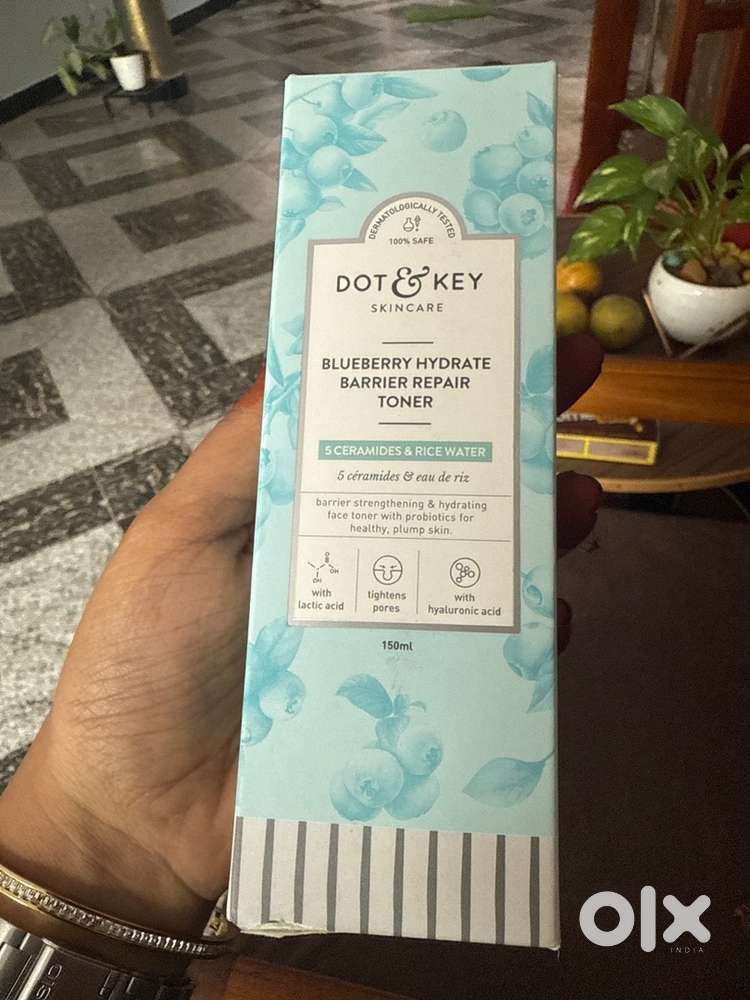 DERMATOLOGICALLY TESTED
100% SAFE
DOT & KEY
SKINCARE
BLUEBERRY HYDRATE
BARRIER REPAIR
TONER
5 CERAMIDES & RICE WATER
5 céramides & eau de riz
barrier strengthening & hydrating
face toner with probiotics for
healthy, plump skin.
O
OH
OH
with
lactic acid
tightens
pores
with
hyaluronic acid
150ml
olx
INDIA